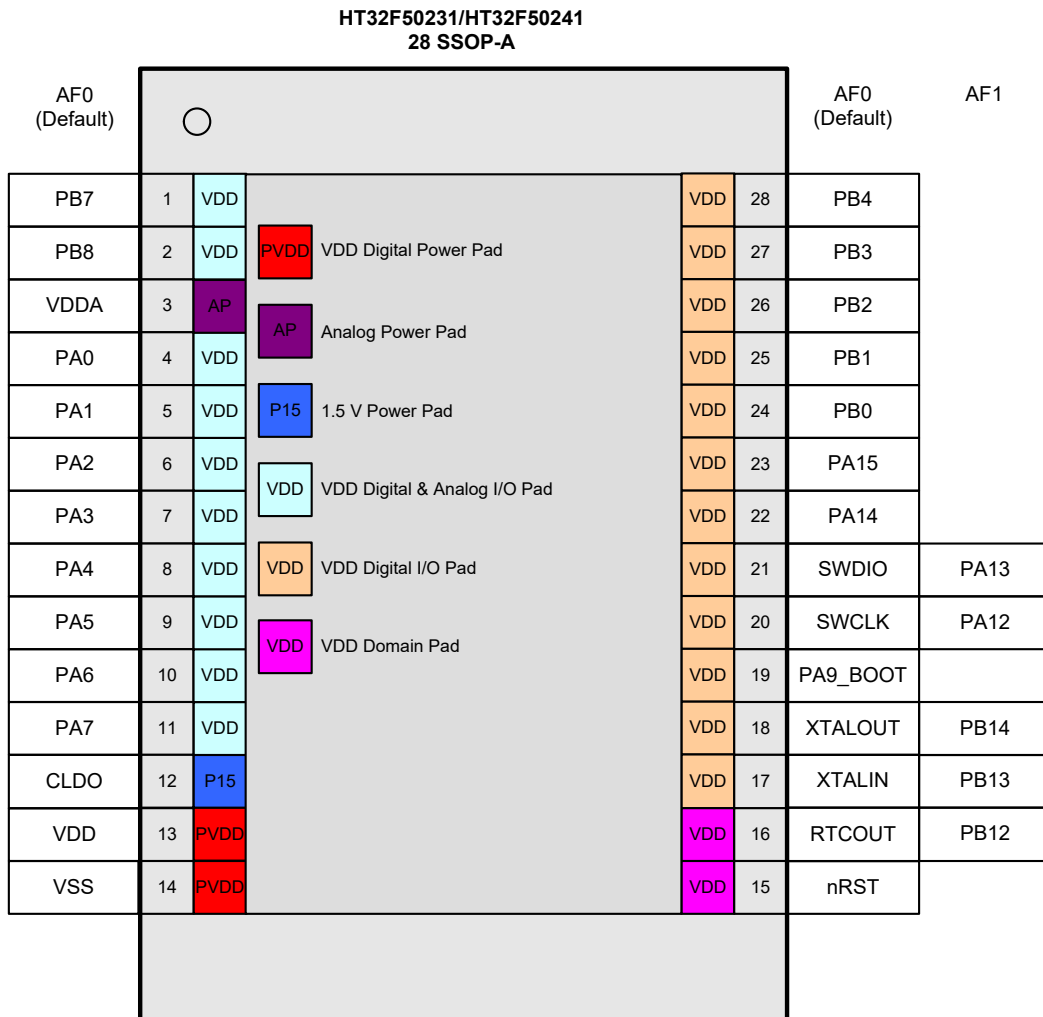 HT32F50231/HT32F50241
28 SSOP-A
AF0 AF0 AF1
(Default) (Default)
PB7 1 VDD VDD 28 PB4
PB8 2 VDD PVDD VDD Digital Power Pad VDD 27 PB3
VDDA 3 AP VDD 26 PB2
AP Analog Power Pad
PA0 4 VDD VDD 25 PB1
PA1 5 VDD P15 1.5 V Power Pad VDD 24 PB0
PA2 6 VDD VDD 23 PA15
VDD VDD Digital & Analog I/O Pad
PA3 7 VDD VDD 22 PA14
PA4 8 VDD VDD VDD Digital I/O Pad VDD 21 SWDIO PA13
PA5 9 VDD VDD 20 SWCLK PA12
VDD VDD Domain Pad
PA6 10 VDD VDD 19 PA9_BOOT
PA7 11 VDD VDD 18 XTALOUT PB14
CLDO 12 P15 VDD 17 XTALIN PB13
VDD 13 PVDD VDD 16 RTCOUT PB12
VSS 14 PVDD VDD 15 nRST